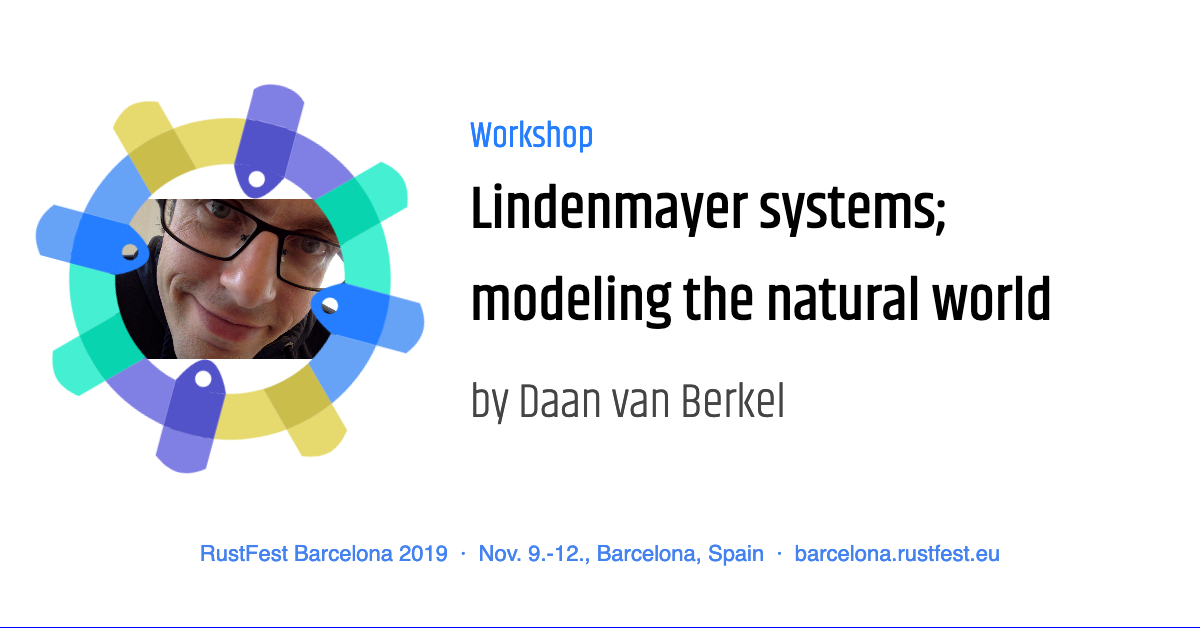 Workshop
Lindenmayer systems;
modeling the natural world
by Daan van Berkel
RustFest Barcelona 2019 · Nov. 9.-12., Barcelona, Spain · barcelona.rustfest.eu